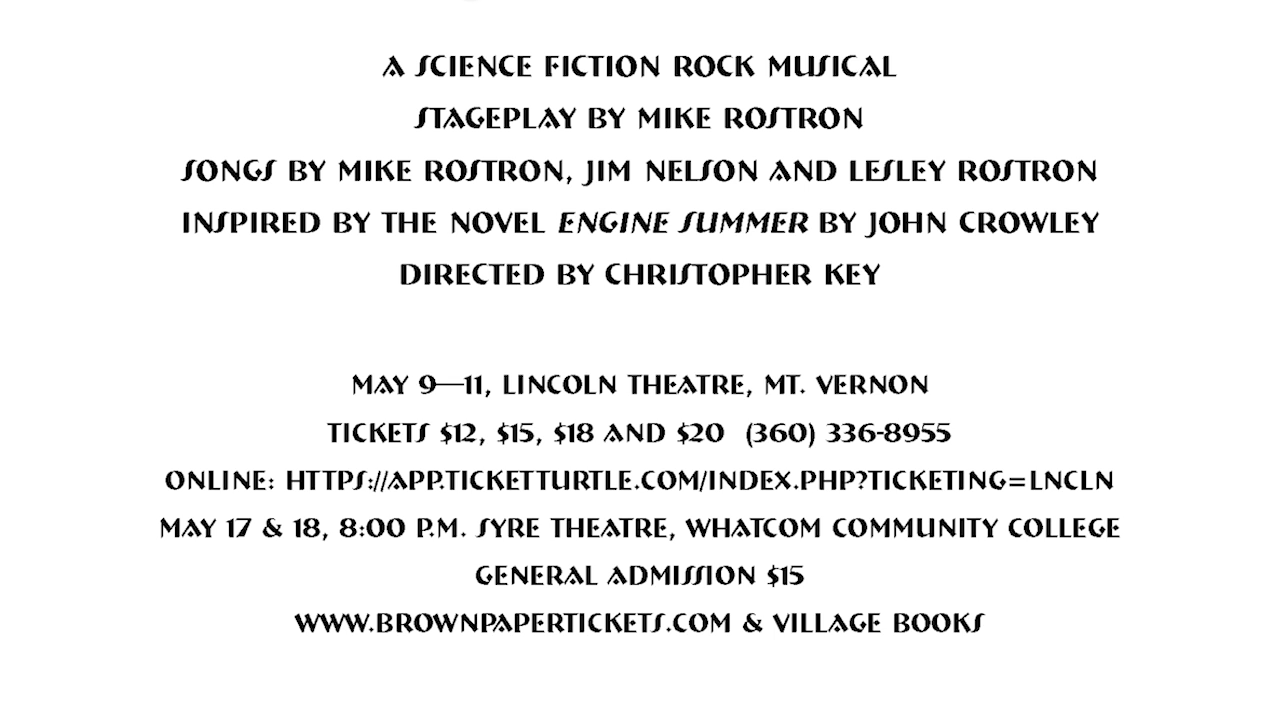 A SCIENCE FICTION ROCK MUSICAL
STAGEPLAY BY MIKE ROSTRON
SONGS BY MIKE ROSTRON, JIM NELSON AND LESLEY ROSTRON
INSPIRED BY THE NOVEL ENGINE SUMMER BY JOHN CROWLEY
DIRECTED BY CHRISTOPHER KEY
MAY 9—11, LINCOLN THEATRE, MT. VERNON
TICKETS $12, $15, $18 AND $20 (360) 336-8955
ONLINE: HTTPS://APP.TICKETTURTLE.COM/INDEX.PHP?TICKETING=LNCLN
MAY 17 & 18, 8:00 P.M. SYRE THEATRE, WHATCOM COMMUNITY COLLEGE
GENERAL ADMISSION $15
WWW.BROWNPAPERTICKETS.COM & VILLAGE BOOKS